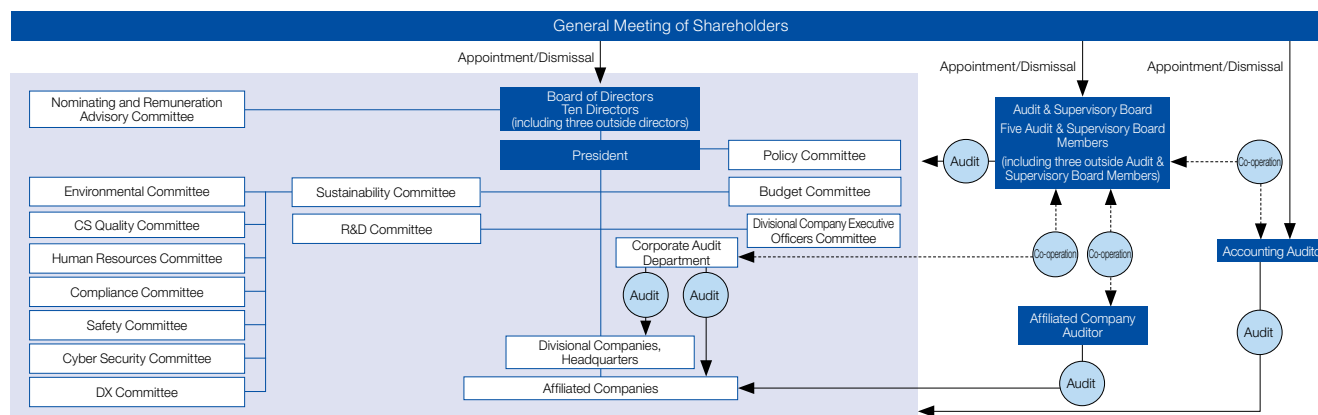 General Meeting of Shareholders
Appointment/Dismissal
Appointment/Dismissal
Appointment/Dismissal
Nominating and Remuneration
Advisory Committee
Board of Directors
Ten Directors
(including three outside directors)
President
Policy Committee
Environmental Committee
Sustainability Committee
Budget Committee
CS Quality Committee
R&D Committee
Divisional Company Executive
Officers Committee
Human Resources Committee
Corporate Audit
Department
Compliance Committee
Audit
Audit
Safety Committee
Cyber Security Committee
Divisional Companies,
Headquarters
DX Committee
Affiliated Companies
Audit
Audit & Supervisory Board
Five Audit & Supervisory Board
Members
(including three outside Audit &
Supervisory Board Members)
Co-operation
Co-operation
Co-operation
Accounting Auditor
Affiliated Company
Auditor
Audit
Audit